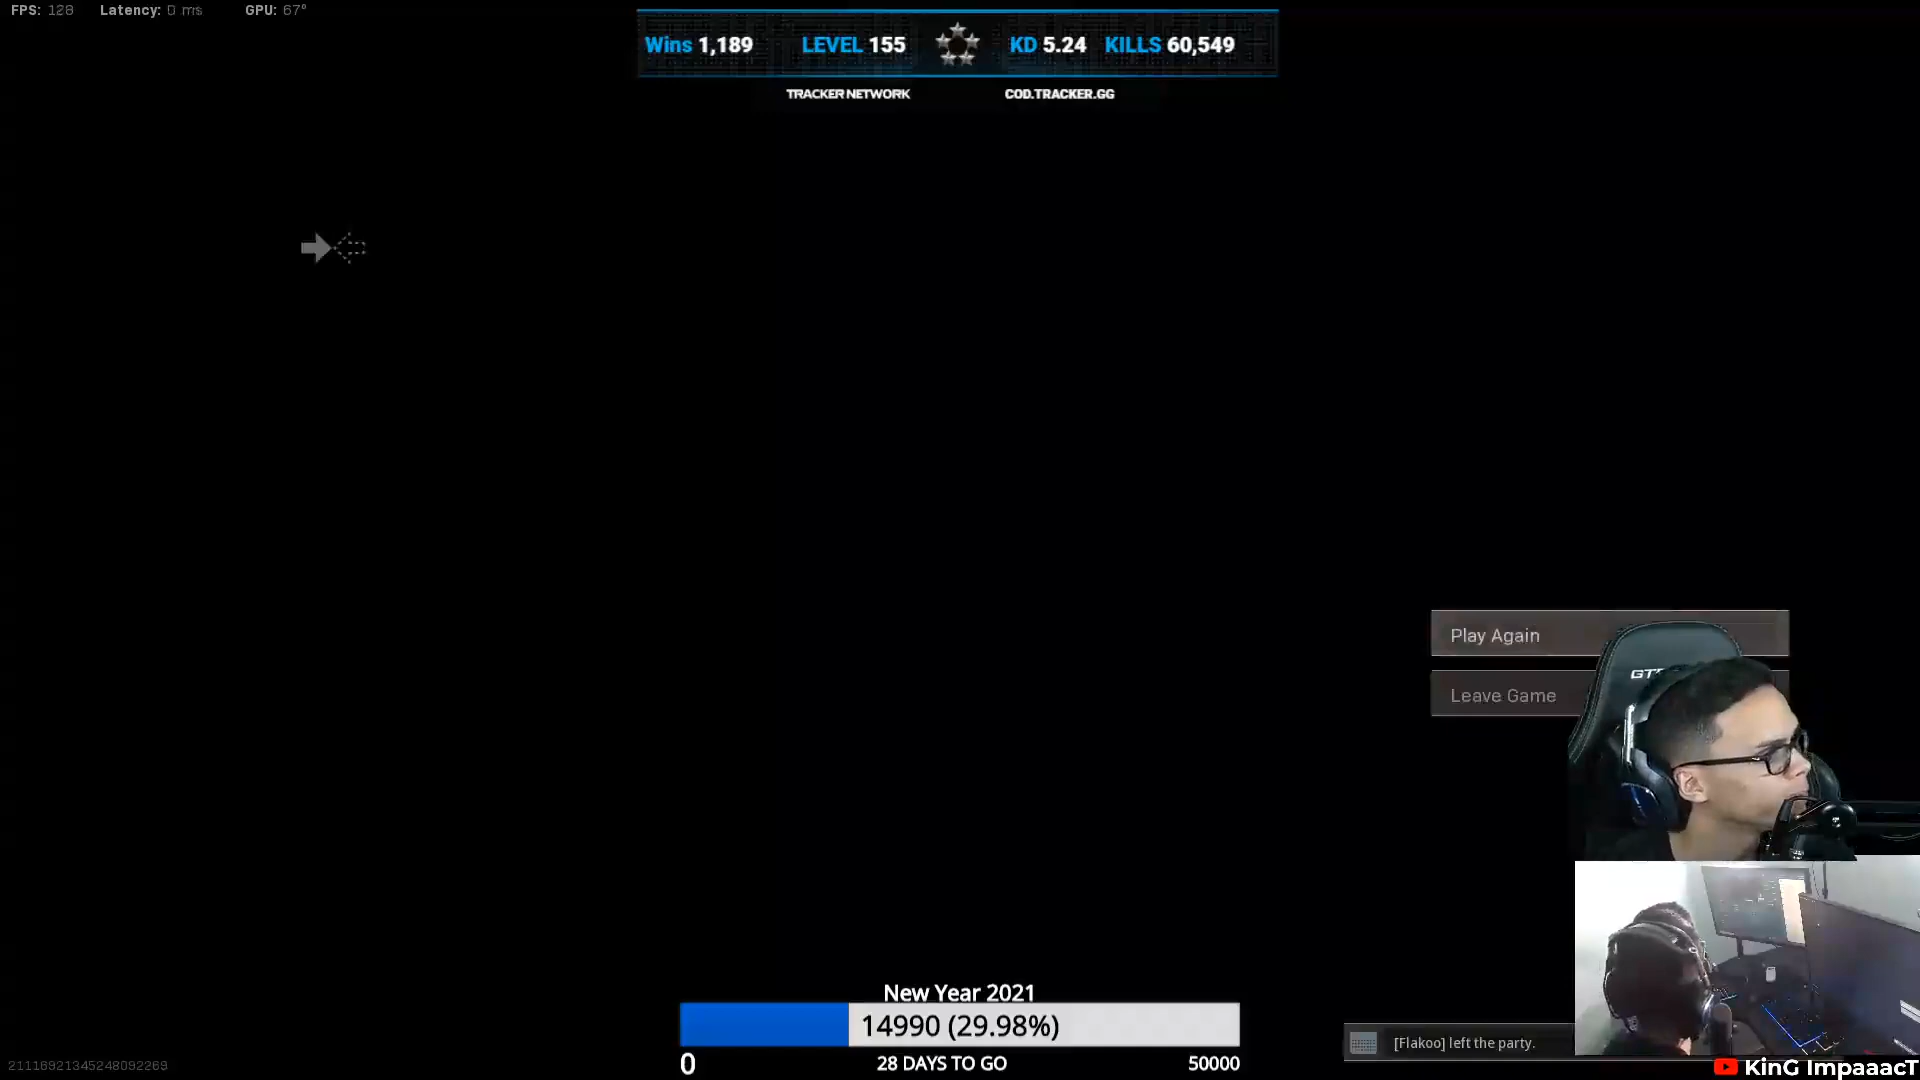 FPS: 128 Latency: 0 ms GPU: 67°
Wins 1,189 LEVEL 155 KD 5.24 KILLS 60,549
TRACKER NETWORK COD.TRACKER.GG
Play Again
Leave Game
New Year 2021
14990 (29.98%)
0 28 DAYS TO GO 50000
[Flakoo] left the party.
21116921345248092269
KinG ImpaaacT